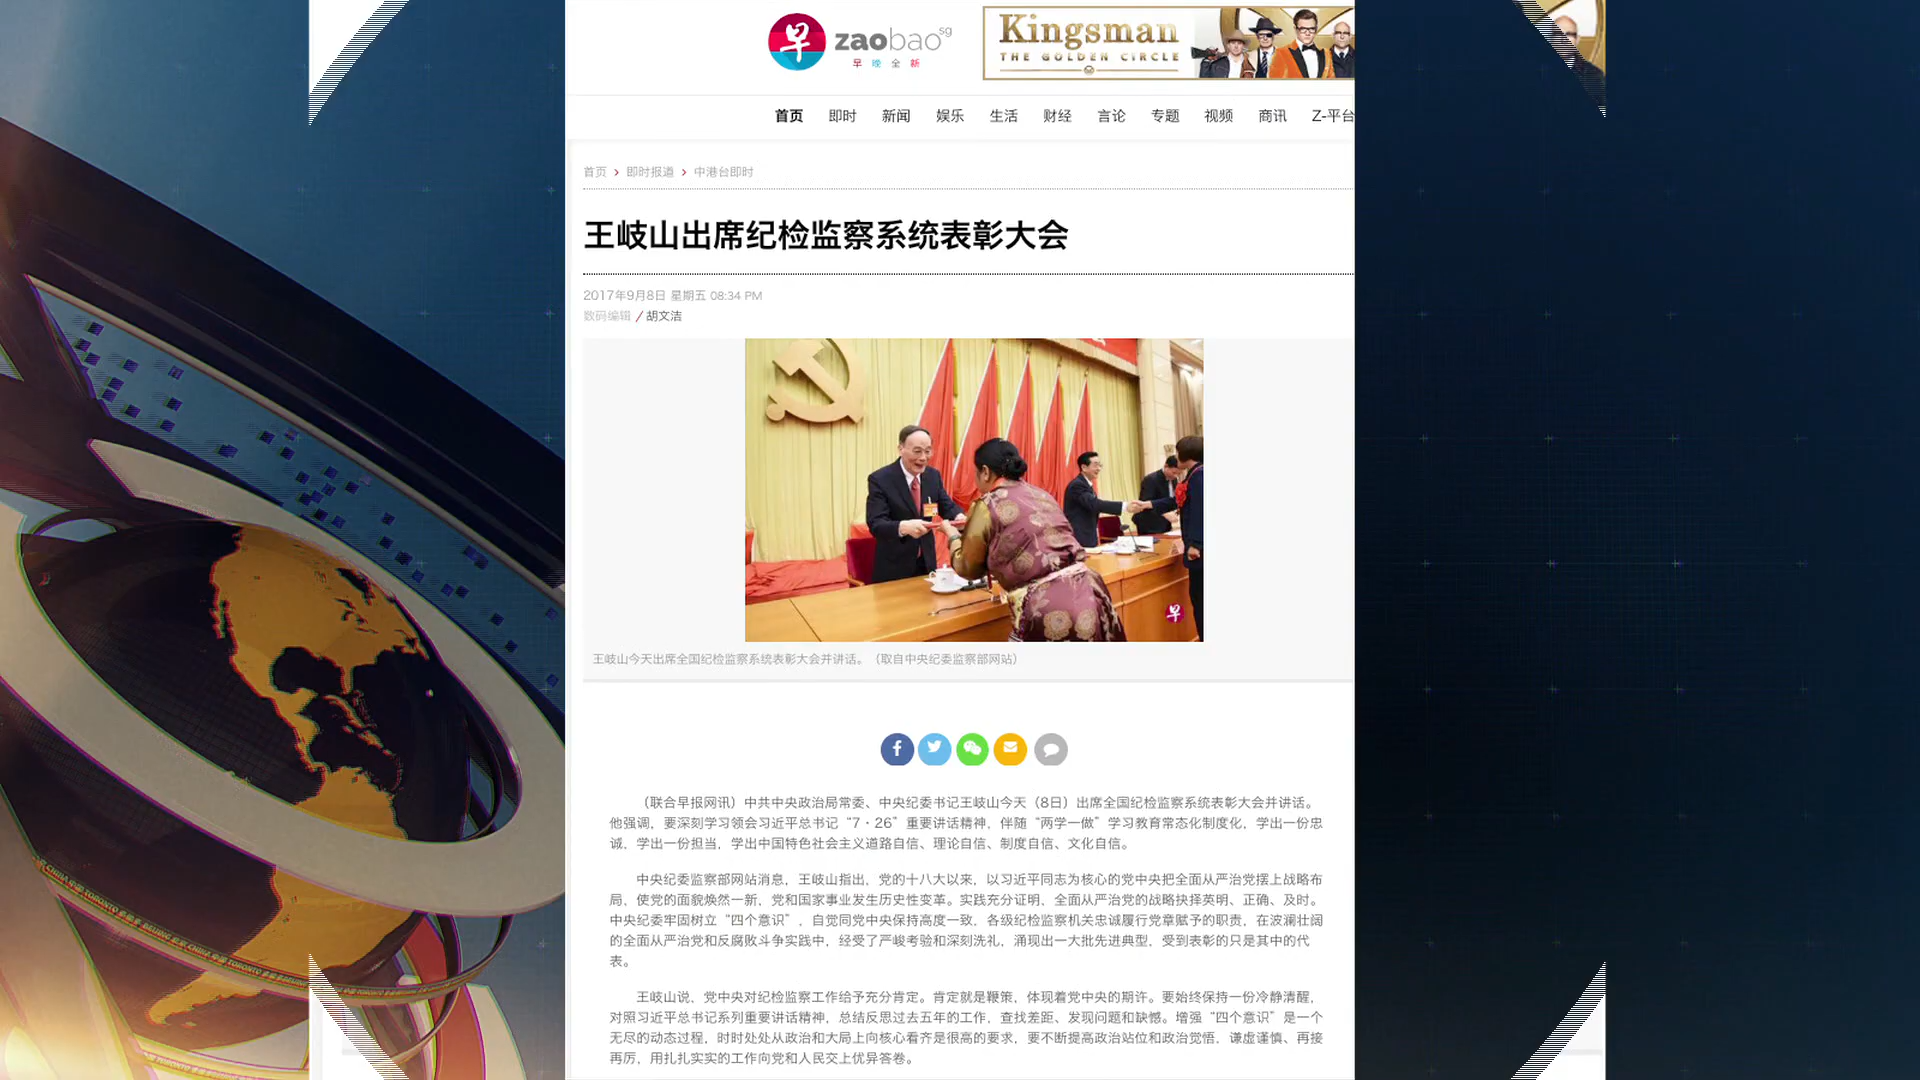 早 zaobao sg
早 晚 全 新
Kingsman
THE GOLDEN CIRCLE
首页 即时 新闻 娱乐 生活 财经 言论 专题 视频 商讯 Z-平台
首页 > 即时报道 > 中港台即时
王岐山出席纪检监察系统表彰大会
2017年9月8日 星期五 08:34 PM
数码编辑 / 胡文洁
早
王岐山今天出席全国纪检监察系统表彰大会并讲话。（取自中央纪委监察部网站）
（联合早报网讯）中共中央政治局常委、中央纪委书记王岐山今天（8日）出席全国纪检监察系统表彰大会并讲话。
他强调，要深刻学习领会习近平总书记“7·26”重要讲话精神，伴随“两学一做”学习教育常态化制度化，学出一份忠
诚，学出一份担当，学出中国特色社会主义道路自信、理论自信、制度自信、文化自信。
中央纪委监察部网站消息，王岐山指出，党的十八大以来，以习近平同志为核心的党中央把全面从严治党摆上战略布
局，使党的面貌焕然一新，党和国家事业发生历史性变革。实践充分证明，全面从严治党的战略抉择英明、正确、及时。
中央纪委牢固树立“四个意识”，自觉同党中央保持高度一致，各级纪检监察机关忠诚履行党章赋予的职责，在波澜壮阔
的全面从严治党和反腐败斗争实践中，经受了严峻考验和深刻洗礼，涌现出一大批先进典型，受到表彰的只是其中的代
表。
王岐山说，党中央对纪检监察工作给予充分肯定。肯定就是鞭策，体现着党中央的期许。要始终保持一份冷静清醒，
对照习近平总书记系列重要讲话精神，总结反思过去五年的工作，查找差距、发现问题和缺憾。增强“四个意识”是一个
无尽的动态过程，时时处处从政治和大局上向核心看齐是很高的要求，要不断提高政治站位和政治觉悟，谦虚谨慎、再接
再厉，用扎扎实实的工作向党和人民交上优异答卷。